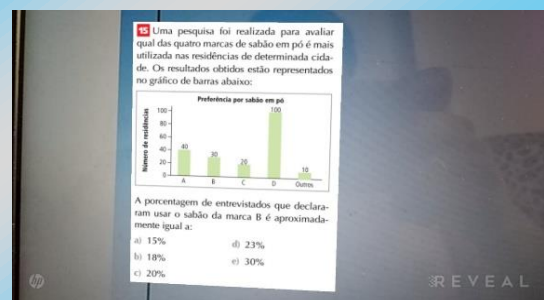 15 Uma pesquisa foi realizada para avaliar
qual das quatro marcas de sabão em pó é mais
utilizada nas residências de determinada cida-
de. Os resultados obtidos estão representados
no gráfico de barras abaixo:
Preferência por sabão em pó
Número de residências
100
80
60
40
20
0
40
30
20
100
10
A B C D Outros
A porcentagem de entrevistados que declara-
ram usar o sabão da marca B é aproximada-
mente igual a:
a) 15% d) 23%
b) 18% e) 30%
c) 20%
hp
REVEAL